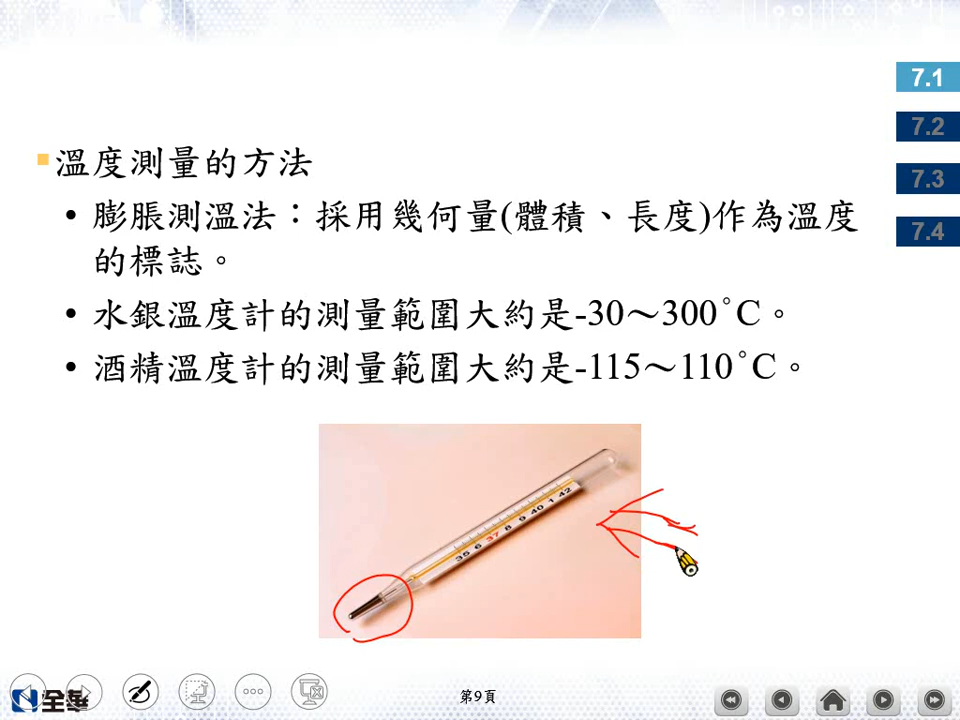 7.1
7.2
7.3
7.4
溫度測量的方法
• 膨脹測溫法：採用幾何量(體積、長度)作為溫度
的標誌。
• 水銀溫度計的測量範圍大約是-30～300˚C。
• 酒精溫度計的測量範圍大約是-115～110˚C。
35 6 37 8 9 40 1 42
全華
第9頁